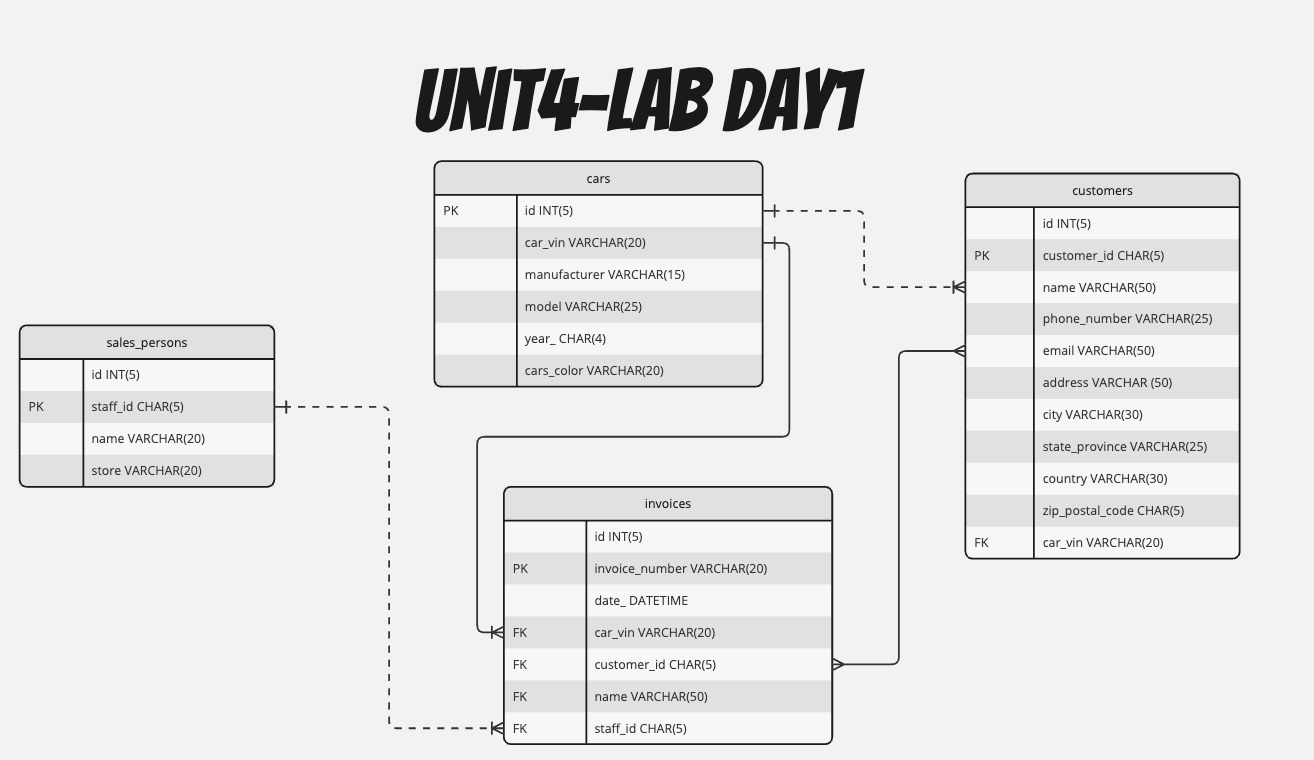 UNIT4-LAB DAY1
cars
PK id INT(5)
car_vin VARCHAR(20)
manufacturer VARCHAR(15)
model VARCHAR(25)
year_ CHAR(4)
cars_color VARCHAR(20)
customers
id INT(5)
PK customer_id CHAR(5)
name VARCHAR(50)
phone_number VARCHAR(25)
email VARCHAR(50)
address VARCHAR (50)
city VARCHAR(30)
state_province VARCHAR(25)
country VARCHAR(30)
zip_postal_code CHAR(5)
FK car_vin VARCHAR(20)
sales_persons
id INT(5)
PK staff_id CHAR(5)
name VARCHAR(20)
store VARCHAR(20)
invoices
id INT(5)
PK invoice_number VARCHAR(20)
date_ DATETIME
FK car_vin VARCHAR(20)
FK customer_id CHAR(5)
FK name VARCHAR(50)
FK staff_id CHAR(5)